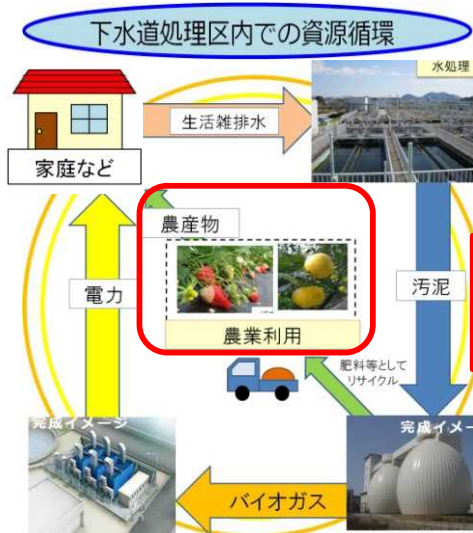 下水道処理区内での資源循環
水処理
生活雑排水
家庭など
農産物
電力
汚泥
農業利用
肥料等として
リサイクル
完成イメージ
完成イメー
バイオガス